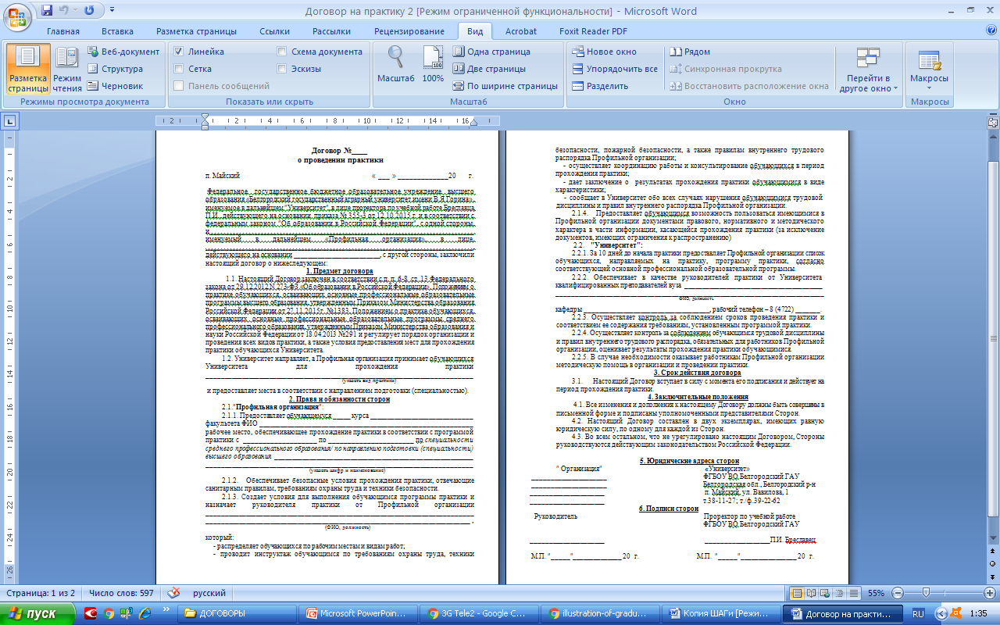 Договор на практику 2 [Режим ограниченной функциональности] - Microsoft Word
Главная Вставка Разметка страницы Ссылки Рассылки Рецензирование Вид Acrobat Foxit Reader PDF
Разметка страницы
Режим чтения
Веб-документ
Структура
Черновик
Режимы просмотра документа
Линейка
Сетка
Панель сообщений
Схема документа
Эскизы
Показать или скрыть
Масштаб
100%
Одна страница
Две страницы
По ширине страницы
Масштаб
Новое окно
Упорядочить все
Разделить
Рядом
Синхронная прокрутка
Восстановить расположение окна
Перейти в другое окно
Окно
Макросы
Макросы
2 2 4 6 8 10 12 14 16
Договор №____
о проведении практики
п. Майский « ___ » _____________20 г.
Федеральное государственное бюджетное образовательное учреждение высшего
образования «Белгородский государственный аграрный университет имени В.Я.Горина»,
именуемое в дальнейшем "Университет", в лице проректора по учебной работе Бреславца
П.И., действующего на основании приказа №335-3 от 12.10.2015 г. и в соответствии с
федеральным законом "Об образовании в Российской Федерации", с одной стороны,
и
именуемый в дальнейшем «Профильная организация», в лице
действующего на основании ______________________, с другой стороны, заключили
настоящий договор о нижеследующем:
1. Предмет договора
1.1. Настоящий Договор заключен в соответствии с п. п. 6-8, ст. 13 Федерального
закона от 29.12.2012 N 273-ФЗ «Об образовании в Российской Федерации», Положением о
практике обучающихся, осваивающих основные профессиональные образовательные
программы высшего образования, утвержденным Приказом Министерства образования
Российской Федерации от 27.11.2015г. №1383, Положением о практике обучающихся,
осваивающих основные профессиональные образовательные программы среднего
профессионального образования, утвержденным Приказом Министерства образования и
науки Российской Федерации от 18.04.2013 №291 и регулирует порядок организации и
проведения всех видов практики, а также условия предоставления мест для прохождения
практики обучающихся Университета.
1.2. Университет направляет, а Профильная организация принимает обучающихся
Университета для прохождения практики
(указать вид практики)
и предоставляет места в соответствии с направлением подготовки (специальностью).
2. Права и обязанности сторон
2.1."Профильная организация":
2.1.1. Предоставляет обучающемуся _____ курса ___________________________
факультета ФИО ___________________________
рабочее место, обеспечивающее прохождение практики в соответствии с программой
практики с ___________________ по ______________________ по специальности
среднего профессионального образования/ по направлению подготовки (специальности)
высшего образования ___________________________
(указать шифр и наименование)
2.1.2. Обеспечивает безопасные условия прохождения практики, отвечающие
санитарным правилам, требованиям охраны труда и техники безопасности.
2.1.3. Создает условия для выполнения обучающимся программы практики и
назначает руководителя практики от Профильной организации
___________________________ ,
(ФИО, должность)
который:
- распределяет обучающихся по рабочим местам и видам работ;
- проводит инструктаж обучающимся по требованиям охраны труда, техники
безопасности, пожарной безопасности, а также правилам внутреннего трудового
распорядка Профильной организации;
- осуществляет координацию работы и консультирование обучающихся в период
прохождения практики;
- дает заключение о результатах прохождения практики обучающимися в виде
характеристики;
- сообщает в Университет обо всех случаях нарушения обучающимися трудовой
дисциплины и правил внутреннего распорядка Профильной организации.
2.1.4. Предоставляет обучающимся возможность пользоваться имеющимися в
Профильной организации документами правового, нормативного и методического
характера в части информации, касающейся прохождения практики (за исключение
документов, имеющих ограничения к распространению)
2.2. "Университет":
2.2.1. За 10 дней до начала практики предоставляет Профильной организации список
обучающихся, направляемых на практику, программу практики, согласно
соответствующей основной профессиональной образовательной программы.
2.2.2. Обеспечивает в качестве руководителей практики от Университета
квалифицированных преподавателей вуза ___________________________
ФИО, должность
кафедры ___________________________, рабочий телефон – 8 (4722) _______.
2.2.3. Осуществляет контроль за соблюдением сроков проведения практики и
соответствием ее содержания требованиям, установленным программой практики.
2.2.4. Осуществляет контроль за соблюдением обучающимся трудовой дисциплины
и правил внутреннего трудового распорядка, обязательных для работников Профильной
организации, оценивает результаты прохождения практики обучающимися.
2.2.5. В случае необходимости оказывает работникам Профильной организации
методическую помощь в организации и проведении практики.
3. Срок действия договора
3.1. Настоящий Договор вступает в силу с момента его подписания и действует на
период прохождения практики.
4. Заключительные положения
4.1. Все изменения и дополнения к настоящему Договору должны быть совершены в
письменной форме и подписаны уполномоченными представителями Сторон.
4.2. Настоящий Договор составлен в двух экземплярах, имеющих равную
юридическую силу, по одному для каждой из Сторон.
4.3. Во всем остальном, что не урегулировано настоящим Договором, Стороны
руководствуются действующим законодательством Российской Федерации.
5. Юридические адреса сторон
" Организация" «Университет»
ФГБОУ ВО Белгородский ГАУ
Белгородская обл., Белгородский р-н
п. Майский, ул. Вавилова, 1
т.38-11-27; т./ф.39-22-62
6. Подписи сторон
Руководитель Проректор по учебной работе
ФГБОУ ВО Белгородский ГАУ
____________________ _________________П.И. Бреславец
М.П. "_____"_____________ 20 г. М.П. "_____"_______________ 20 г.
Страница: 1 из 2 Число слов: 597 русский 55%
пуск ДОГОВОРЫ Microsoft PowerPoin... 3G Tele2 - Google C... illustration-of-gradu... Копия ШАГи [Режи... Договор на практи... RU 1:35